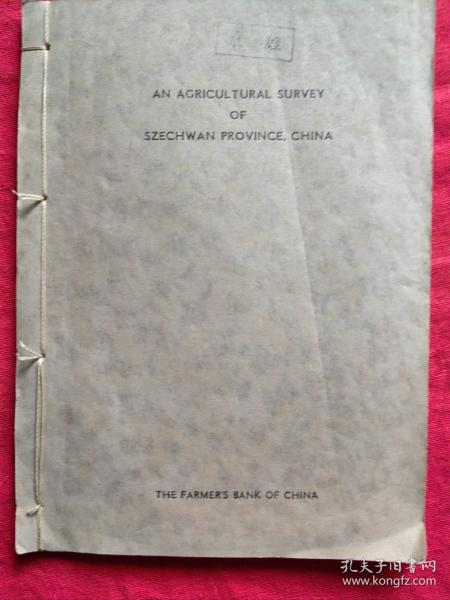 AN AGRICULTURAL SURVEY
OF
SZECHWAN PROVINCE, CHINA
THE FARMER'S BANK OF CHINA
孔夫子旧书网
www.kongfz.com